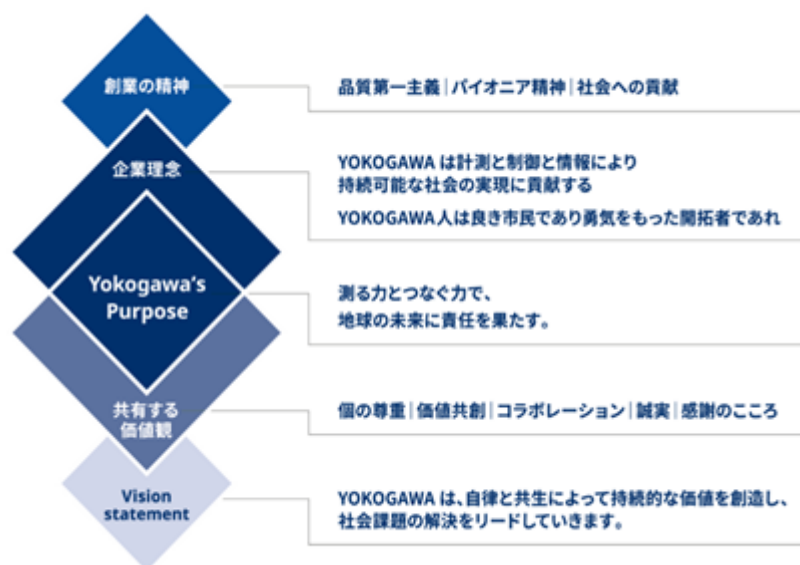 創業の精神
品質第一主義|パイオニア精神|社会への貢献
企業理念
YOKOGAWA は計測と制御と情報により
持続可能な社会の実現に貢献する
YOKOGAWA人は良き市民であり勇気をもった開拓者であれ
Yokogawa's
Purpose
測る力とつなぐ力で、
地球の未来に責任を果たす。
共有する
価値観
個の尊重|価値共創|コラボレーション|誠実|感謝のこころ
Vision
statement
YOKOGAWA は、自律と共生によって持続的な価値を創造し、
社会課題の解決をリードしていきます。